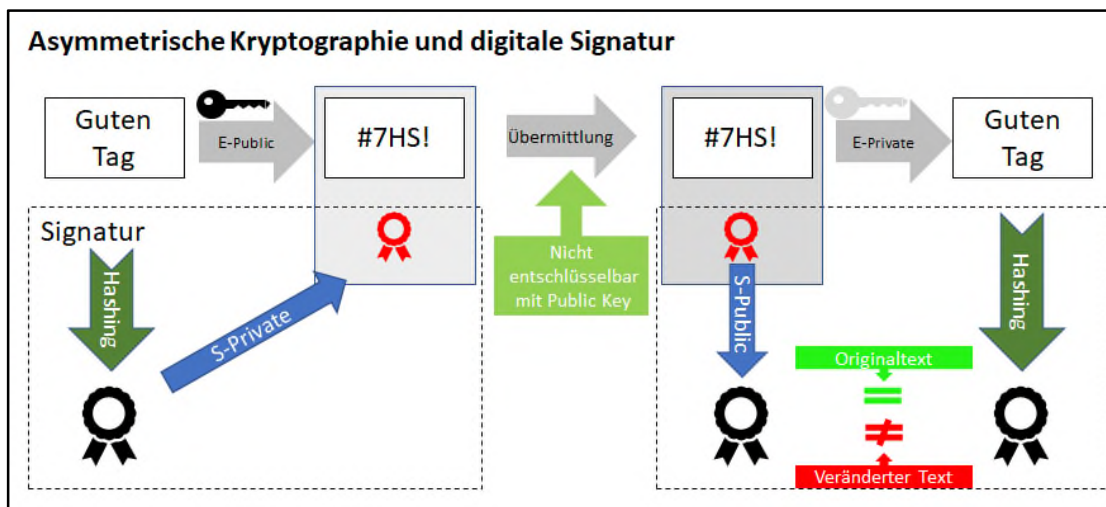 Asymmetrische Kryptographie und digitale Signatur
Guten
Tag
E-Public
#7HS!
Übermittlung
#7HS!
E-Private
Guten
Tag
Signatur
Hashing
S-Private
Nicht
entschlüsselbar
mit Public Key
S-Public
Hashing
Originaltext
=
≠
Veränderter Text